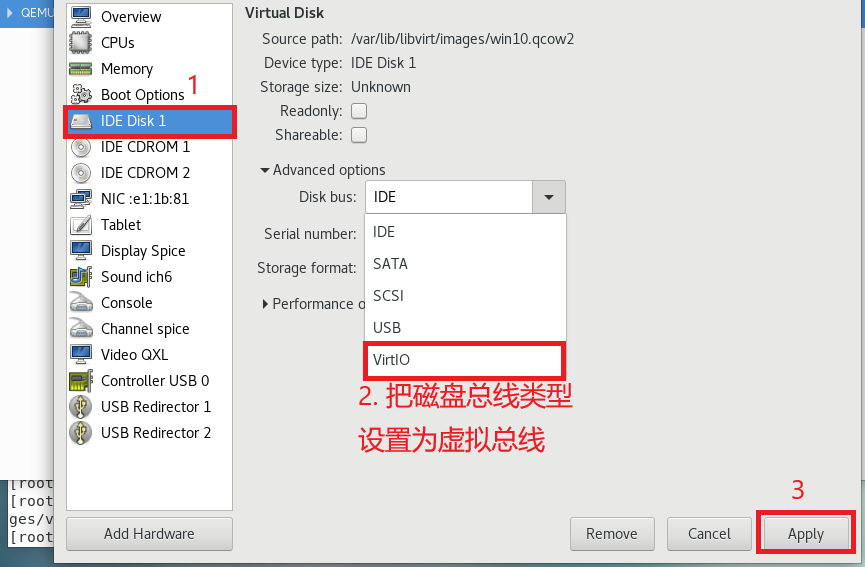 QEMU
Overview
CPUs
Memory
Boot Options
1
IDE Disk 1
IDE CDROM 1
IDE CDROM 2
NIC :e1:1b:81
Tablet
Display Spice
Sound ich6
Console
Channel spice
Video QXL
Controller USB 0
USB Redirector 1
USB Redirector 2
Add Hardware
Virtual Disk
Source path: /var/lib/libvirt/images/win10.qcow2
Device type: IDE Disk 1
Storage size: Unknown
Readonly:
Shareable:
Advanced options
Disk bus: IDE
IDE
Serial number:
SATA
Storage format:
SCSI
Performance o
USB
VirtIO
2. 把磁盘总线类型
设置为虚拟总线
3
Remove
Cancel
Apply
[root
[root
ges/v
[root